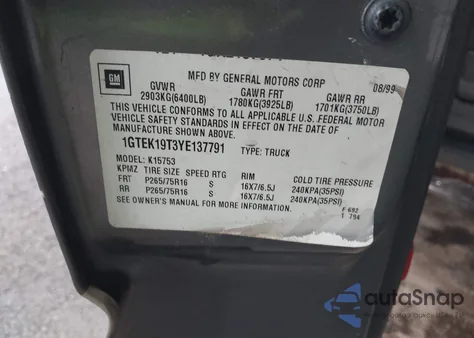 GM
MFD BY GENERAL MOTORS CORP 08/99
GVWR GAWR FRT GAWR RR
2903KG(6400LB) 1780KG(3925LB) 1701KG(3750LB)
THIS VEHICLE CONFORMS TO ALL APPLICABLE U.S. FEDERAL MOTOR
VEHICLE SAFETY STANDARDS IN EFFECT ON THE DATE OF
MANUFACTURE SHOWN ABOVE.
1GTEK19T3YE137791 TYPE: TRUCK
MODEL: K15753
KPMZ TIRE SIZE SPEED RTG RIM COLD TIRE PRESSURE
FRT P265/75R16 S 16X7/6.5J 240KPA(35PSI)
RR P265/75R16 S 16X7/6.5J 240KPA(35PSI)
SEE OWNER'S MANUAL FOR MORE INFORMATION.
F 692
1 794
autoSnap